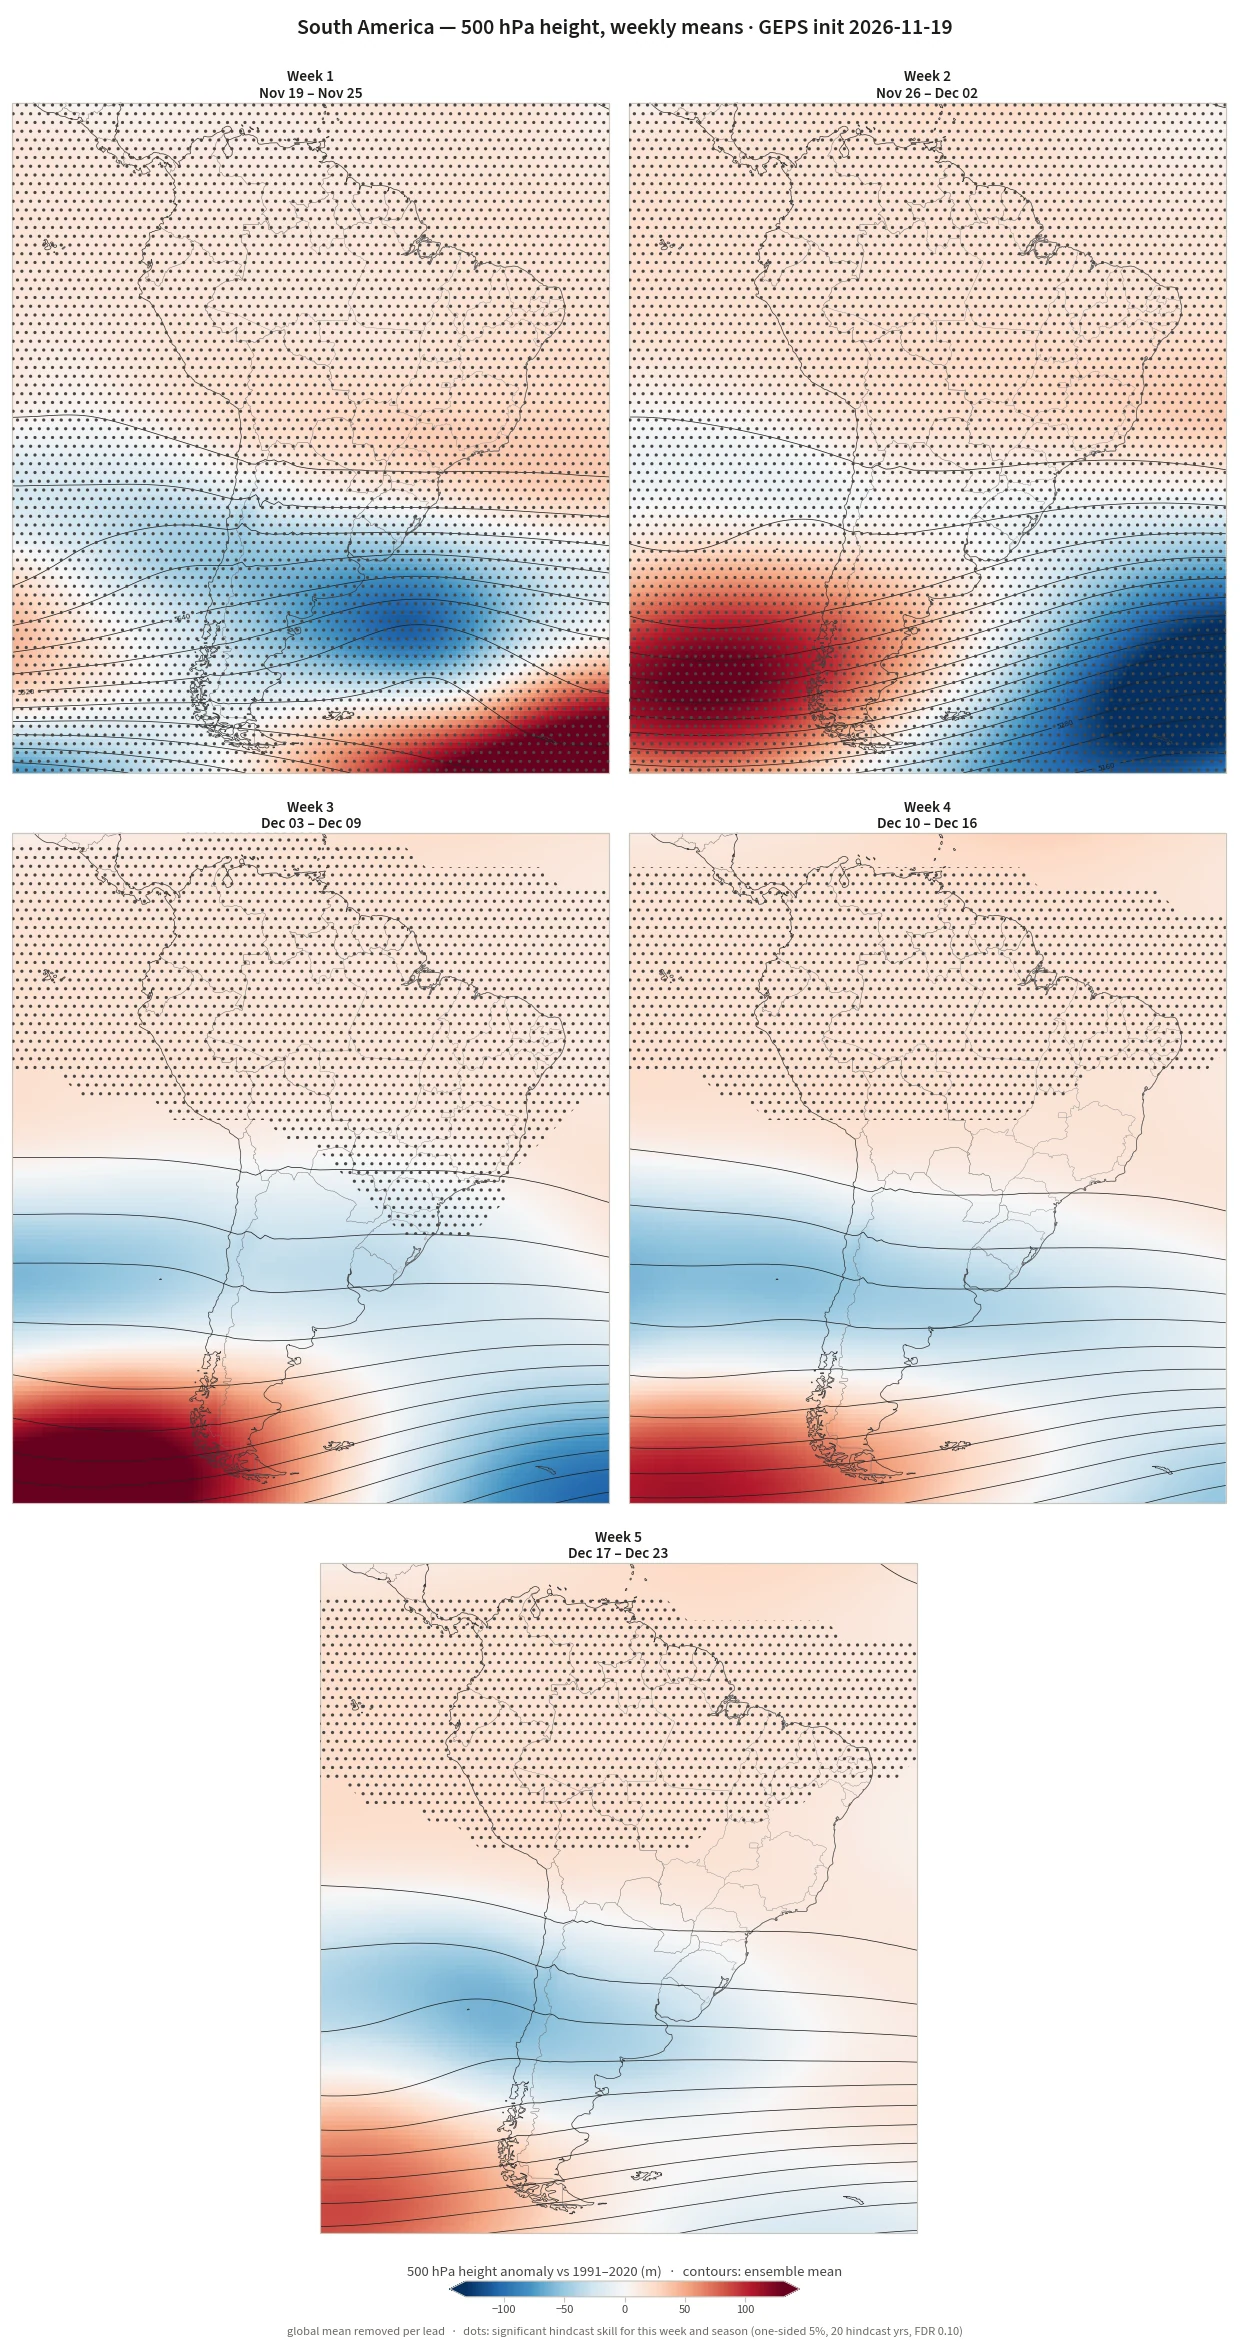 South America — 500 hPa height, weekly means · GEPS init 2026-11-19
Week 1
Nov 19 – Nov 25
Week 2
Nov 26 – Dec 02
5640
5520
5280
5160
Week 3
Dec 03 – Dec 09
Week 4
Dec 10 – Dec 16
Week 5
Dec 17 – Dec 23
500 hPa height anomaly vs 1991–2020 (m) · contours: ensemble mean
−100 −50 0 50 100
global mean removed per lead · dots: significant hindcast skill for this week and season (one-sided 5%, 20 hindcast yrs, FDR 0.10)